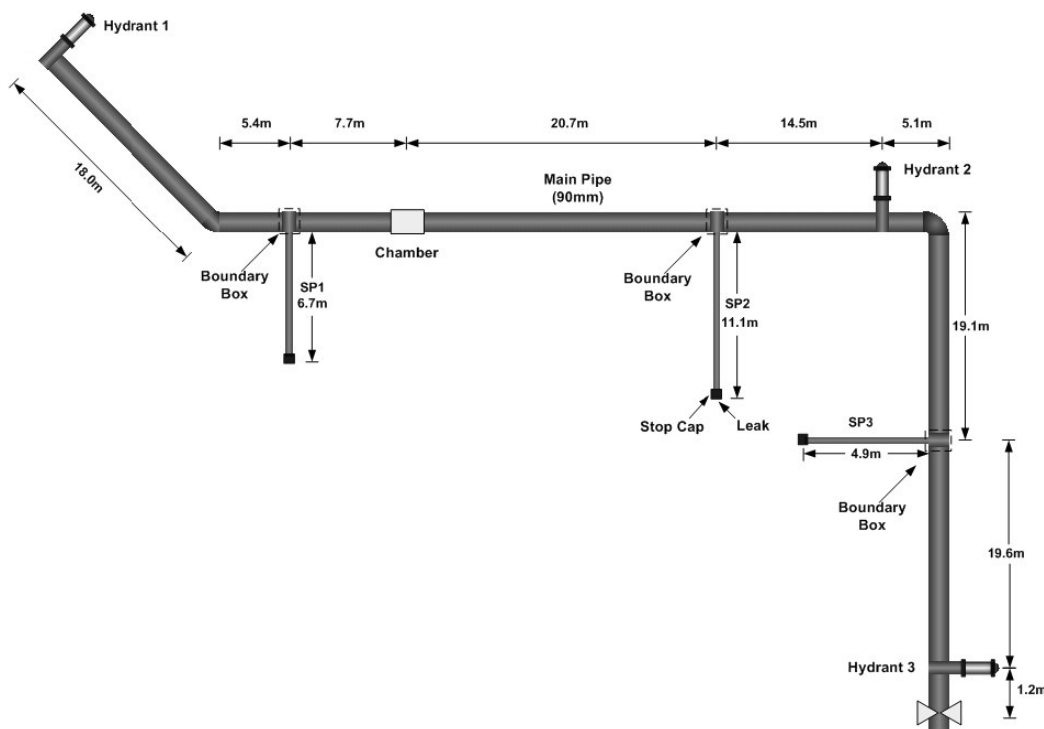 Hydrant 1
5.4m
7.7m
20.7m
14.5m
5.1m
18.0m
Main Pipe
(90mm)
Hydrant 2
Chamber
Boundary
Box
SP1
6.7m
Boundary
Box
SP2
11.1m
19.1m
Stop Cap
Leak
SP3
4.9m
Boundary
Box
19.6m
Hydrant 3
1.2m